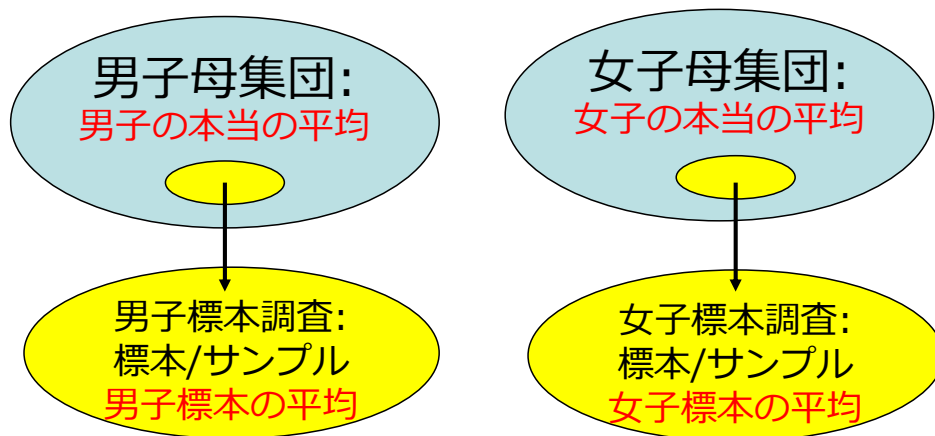 男子母集団:
男子の本当の平均
女子母集団:
女子の本当の平均
男子標本調査:
標本/サンプル
男子標本の平均
女子標本調査:
標本/サンプル
女子標本の平均